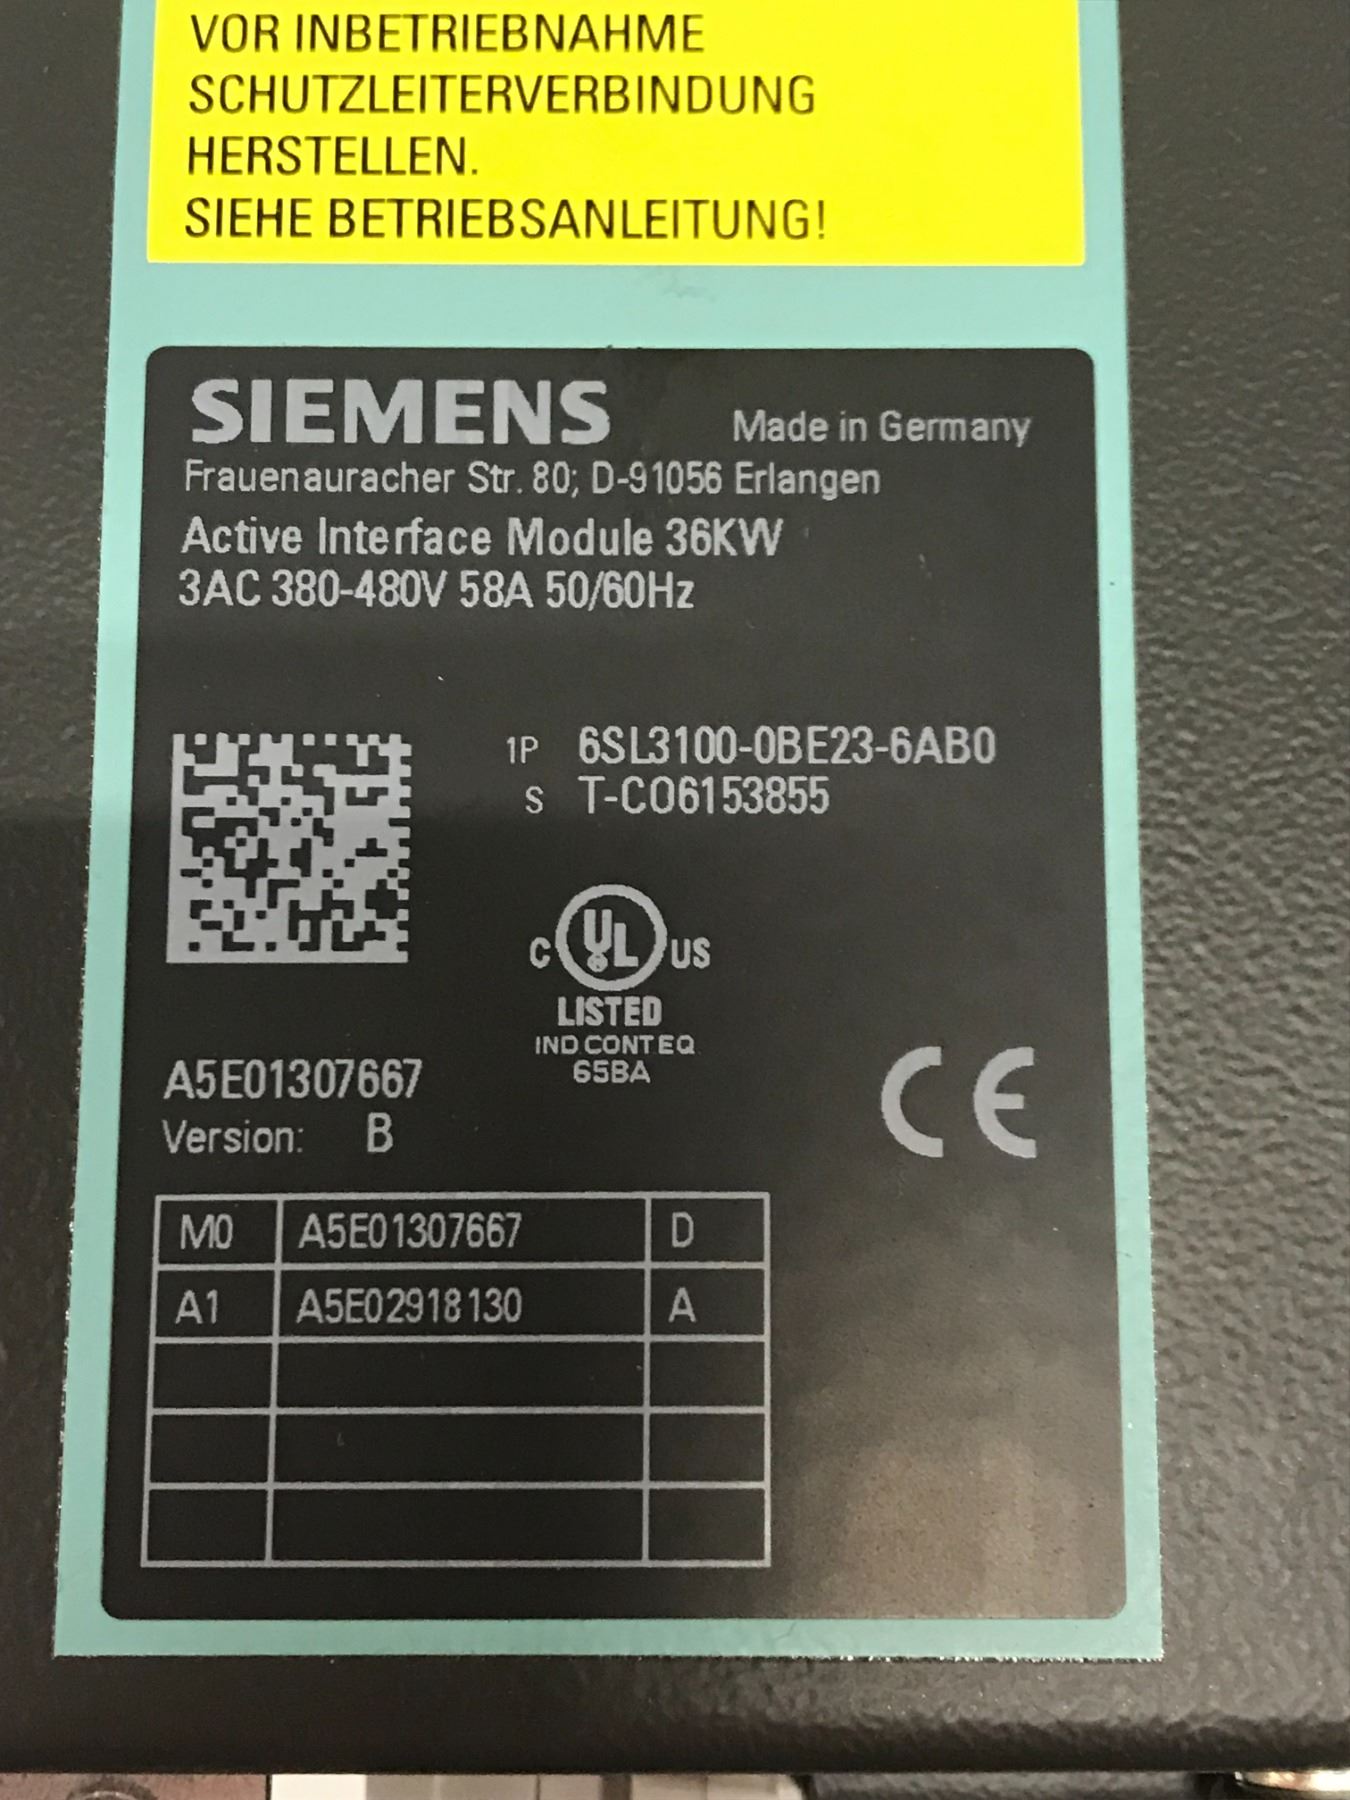 VOR INBETRIEBNAHME
SCHUTZLEITERVERBINDUNG
HERSTELLEN.
SIEHE BETRIEBSANLEITUNG!
SIEMENS Made in Germany
Frauenauracher Str. 80; D-91056 Erlangen
Active Interface Module 36KW
3AC 380-480V 58A 50/60Hz
1P 6SL3100-0BE23-6AB0
S T-CO6153855
C UL US
LISTED
IND.CONT.EQ
65BA
CE
A5E01307667
Version: B
M0 A5E01307667 D
A1 A5E02918130 A